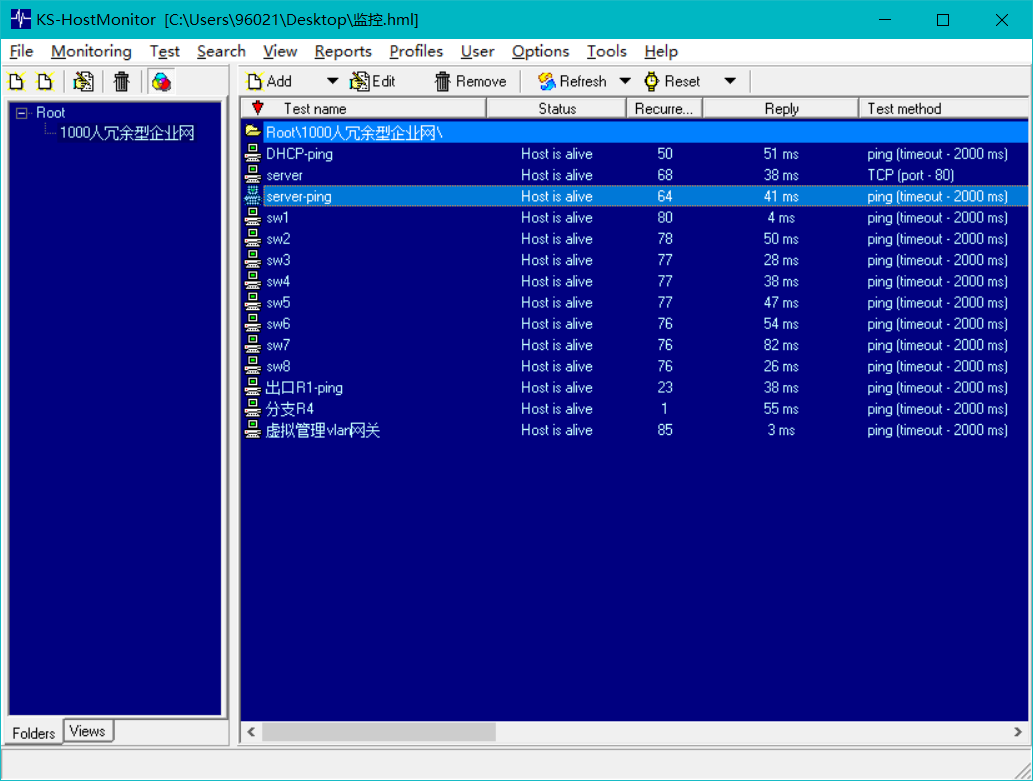 KS-HostMonitor [C:\Users\96021\Desktop\监控.hml]
File Monitoring Test Search View Reports Profiles User Options Tools Help
Add Edit Remove Refresh Reset
Root
1000人冗余型企业网
Test name Status Recurre... Reply Test method
Root\1000人冗余型企业网\
DHCP-ping Host is alive 50 51 ms ping (timeout - 2000 ms)
server Host is alive 68 38 ms TCP (port - 80)
server-ping Host is alive 64 41 ms ping (timeout - 2000 ms)
sw1 Host is alive 80 4 ms ping (timeout - 2000 ms)
sw2 Host is alive 78 50 ms ping (timeout - 2000 ms)
sw3 Host is alive 77 28 ms ping (timeout - 2000 ms)
sw4 Host is alive 77 38 ms ping (timeout - 2000 ms)
sw5 Host is alive 77 47 ms ping (timeout - 2000 ms)
sw6 Host is alive 76 54 ms ping (timeout - 2000 ms)
sw7 Host is alive 76 82 ms ping (timeout - 2000 ms)
sw8 Host is alive 76 26 ms ping (timeout - 2000 ms)
出口R1-ping Host is alive 23 38 ms ping (timeout - 2000 ms)
分支R4 Host is alive 1 55 ms ping (timeout - 2000 ms)
虚拟管理vlan网关 Host is alive 85 3 ms ping (timeout - 2000 ms)
Folders Views